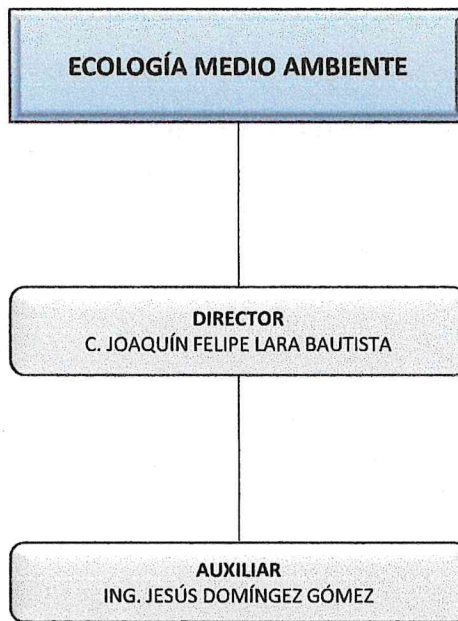 ECOLOGÍA MEDIO AMBIENTE
DIRECTOR
C. JOAQUÍN FELIPE LARA BAUTISTA
AUXILIAR
ING. JESÚS DOMÍNGEZ GÓMEZ